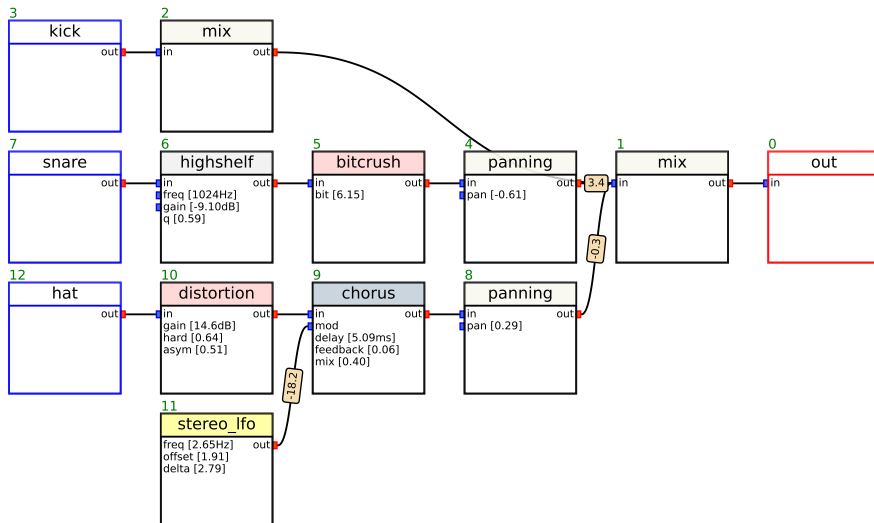 3
kick
out
2
mix
in
out
7
snare
out
6
highshelf
in
out
freq [1024Hz]
gain [-9.10dB]
q [0.59]
5
bitcrush
in
out
bit [6.15]
4
panning
in
out
pan [-0.61]
3.4
1
mix
in
out
0
out
in
12
hat
out
10
distortion
in
out
gain [14.6dB]
hard [0.64]
asym [0.51]
9
chorus
in
out
mod
delay [5.09ms]
feedback [0.06]
mix [0.40]
8
panning
in
out
pan [0.29]
-0.3
11
stereo_lfo
freq [2.65Hz]
out
offset [1.91]
delta [2.79]
-18.2